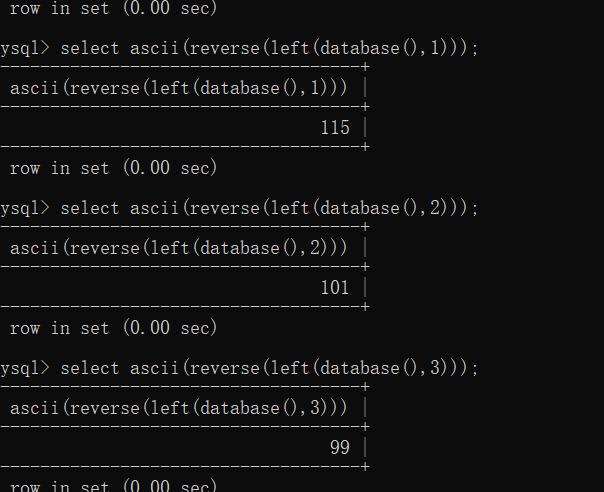 row in set (0.00 sec)
ysql> select ascii(reverse(left(database(),1)));
-------------------------------------+
ascii(reverse(left(database(),1))) |
-------------------------------------+
115 |
-------------------------------------+
row in set (0.00 sec)
ysql> select ascii(reverse(left(database(),2)));
-------------------------------------+
ascii(reverse(left(database(),2))) |
-------------------------------------+
101 |
-------------------------------------+
row in set (0.00 sec)
ysql> select ascii(reverse(left(database(),3)));
-------------------------------------+
ascii(reverse(left(database(),3))) |
-------------------------------------+
99 |
-------------------------------------+
row in set (0.00 sec)